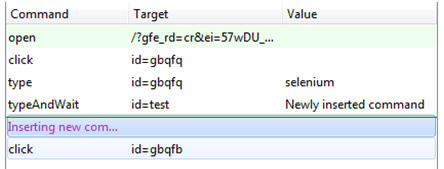 Command Target Value
open /?gfe_rd=cr&ei=57wDU_...
click id=gbqfq
type id=gbqfq selenium
typeAndWait id=test Newly inserted command
Inserting new com...
click id=gbqfb